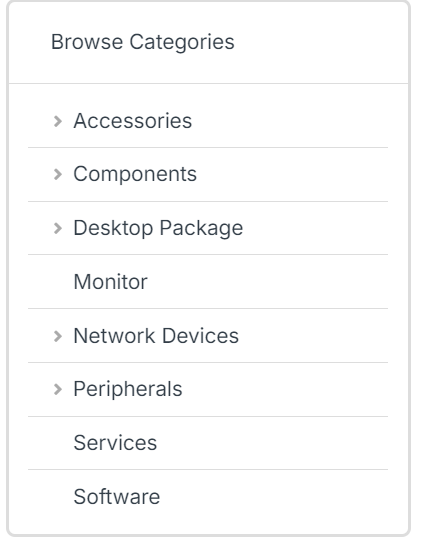 Browse Categories
Accessories
Components
Desktop Package
Monitor
Network Devices
Peripherals
Services
Software